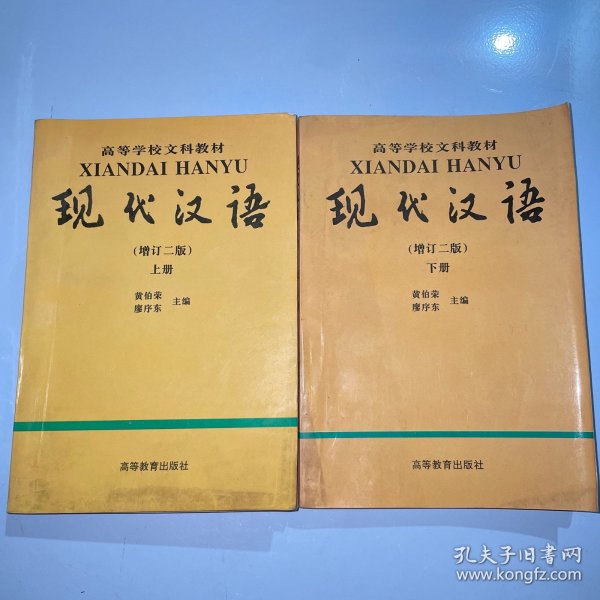 高等学校文科教材
XIANDAI HANYU
现代汉语
(增订二版)
上册
黄伯荣
廖序东
主编
高等教育出版社
高等学校文科教材
XIANDAI HANYU
现代汉语
(增订二版)
下册
黄伯荣
廖序东
主编
高等教育出版社
孔夫子旧书网
www.kongfz.com